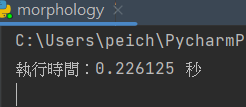 morphology
C:\Users\peich\PycharmP
執行時間：0.226125 秒